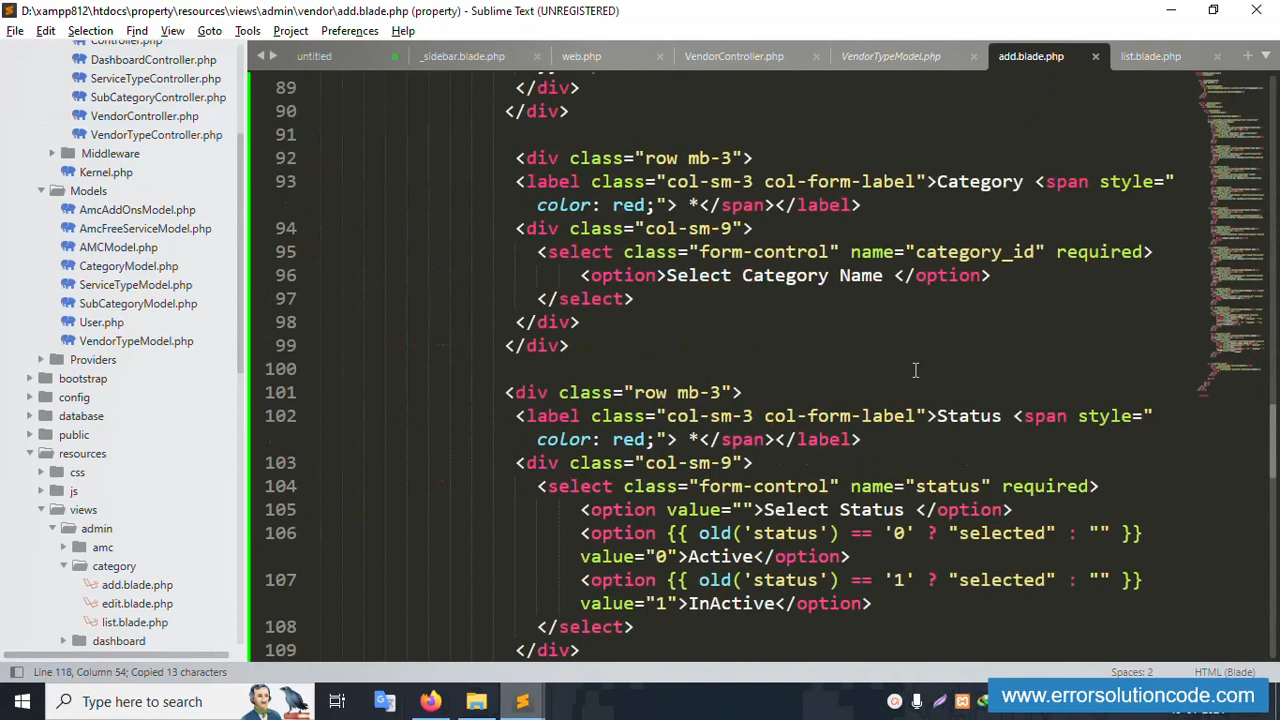 D:\xampp812\htdocs\property\resources\views\admin\vendor\add.blade.php (property) - Sublime Text (UNREGISTERED)
File Edit Selection Find View Goto Tools Project Preferences Help
untitled _sidebar.blade.php web.php VendorController.php VendorTypeModel.php add.blade.php list.blade.php
Controller.php
DashboardController.php
ServiceTypeController.php
SubCategoryController.php
VendorController.php
VendorTypeController.php
Middleware
Kernel.php
Models
AmcAddOnsModel.php
AmcFreeServiceModel.php
AMCModel.php
CategoryModel.php
ServiceTypeModel.php
SubCategoryModel.php
User.php
VendorTypeModel.php
Providers
bootstrap
config
database
public
resources
css
js
views
admin
amc
category
add.blade.php
edit.blade.php
list.blade.php
dashboard
89 </div>
90 </div>
91
92 <div class="row mb-3">
93 <label class="col-sm-3 col-form-label">Category <span style="
color: red;"> *</span></label>
94 <div class="col-sm-9">
95 <select class="form-control" name="category_id" required>
96 <option>Select Category Name </option>
97 </select>
98 </div>
99 </div>
100
101 <div class="row mb-3">
102 <label class="col-sm-3 col-form-label">Status <span style="
color: red;"> *</span></label>
103 <div class="col-sm-9">
104 <select class="form-control" name="status" required>
105 <option value="">Select Status </option>
106 <option {{ old('status') == '0' ? "selected" : "" }}
value="0">Active</option>
107 <option {{ old('status') == '1' ? "selected" : "" }}
value="1">InActive</option>
108 </select>
109 </div>
Line 118, Column 54; Copied 13 characters Spaces: 2 HTML (Blade)
Type here to search
www.errorsolutioncode.com